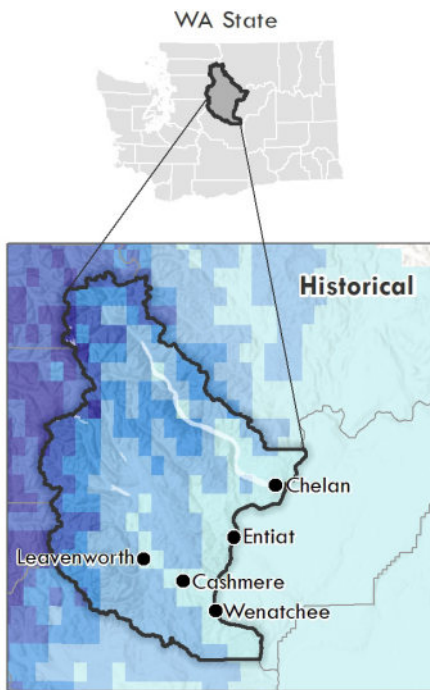 WA State
Historical
Chelan
Entiat
Leavenworth
Cashmere
Wenatchee